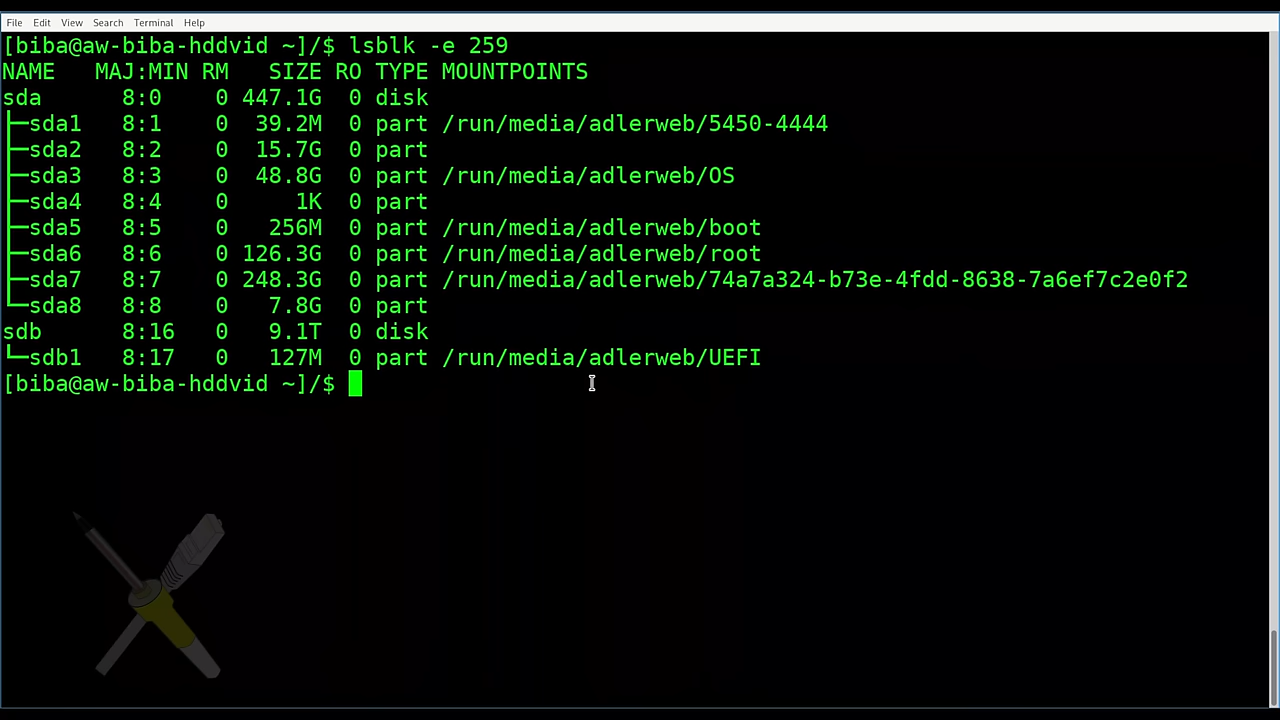 File Edit View Search Terminal Help
[biba@aw-biba-hddvid ~]/$ lsblk -e 259
NAME   MAJ:MIN RM   SIZE RO TYPE MOUNTPOINTS
sda      8:0    0 447.1G  0 disk
├─sda1   8:1    0  39.2M  0 part /run/media/adlerweb/5450-4444
├─sda2   8:2    0  15.7G  0 part
├─sda3   8:3    0  48.8G  0 part /run/media/adlerweb/OS
├─sda4   8:4    0     1K  0 part
├─sda5   8:5    0   256M  0 part /run/media/adlerweb/boot
├─sda6   8:6    0 126.3G  0 part /run/media/adlerweb/root
├─sda7   8:7    0 248.3G  0 part /run/media/adlerweb/74a7a324-b73e-4fdd-8638-7a6ef7c2e0f2
└─sda8   8:8    0   7.8G  0 part
sdb      8:16   0   9.1T  0 disk
└─sdb1   8:17   0   127M  0 part /run/media/adlerweb/UEFI
[biba@aw-biba-hddvid ~]/$